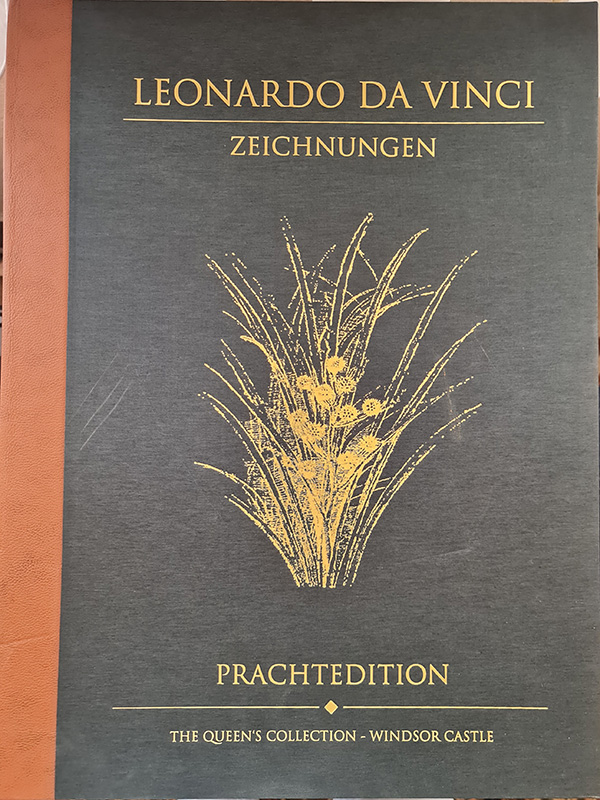 LEONARDO DA VINCI
ZEICHNUNGEN
PRACHTEDITION
THE QUEEN'S COLLECTION - WINDSOR CASTLE